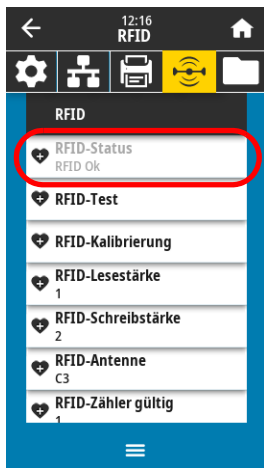 12:16
RFID
RFID
RFID-Status
RFID Ok
RFID-Test
RFID-Kalibrierung
RFID-Lesestärke
1
RFID-Schreibstärke
2
RFID-Antenne
C3
RFID-Zähler gültig
1